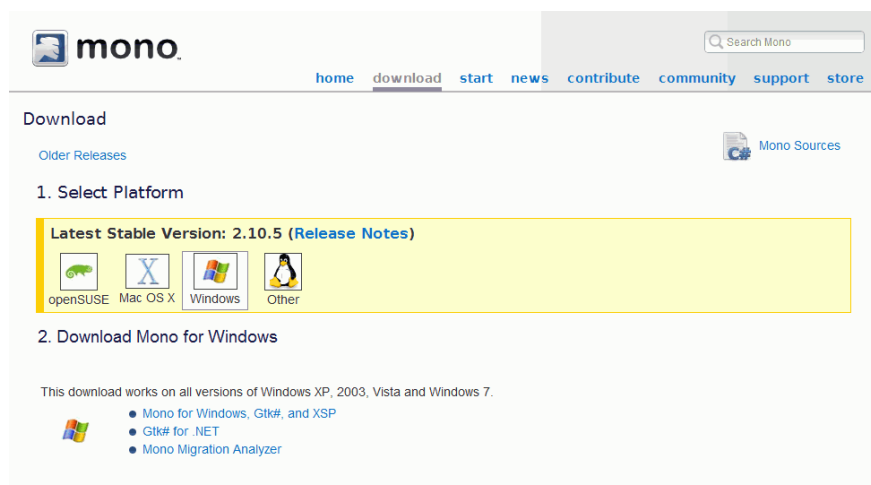 mono
Search Mono
home download start news contribute community support store
Download
Older Releases
C#
Mono Sources
1. Select Platform
Latest Stable Version: 2.10.5 (Release Notes)
X
openSUSE Mac OS X Windows Other
2. Download Mono for Windows
This download works on all versions of Windows XP, 2003, Vista and Windows 7.
Mono for Windows, Gtk#, and XSP
Gtk# for .NET
Mono Migration Analyzer